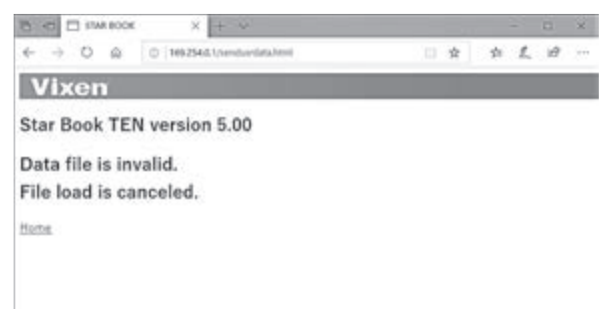 STAR BOOK
Vixen
Star Book TEN version 5.00
Data file is invalid.
File load is canceled.
Home